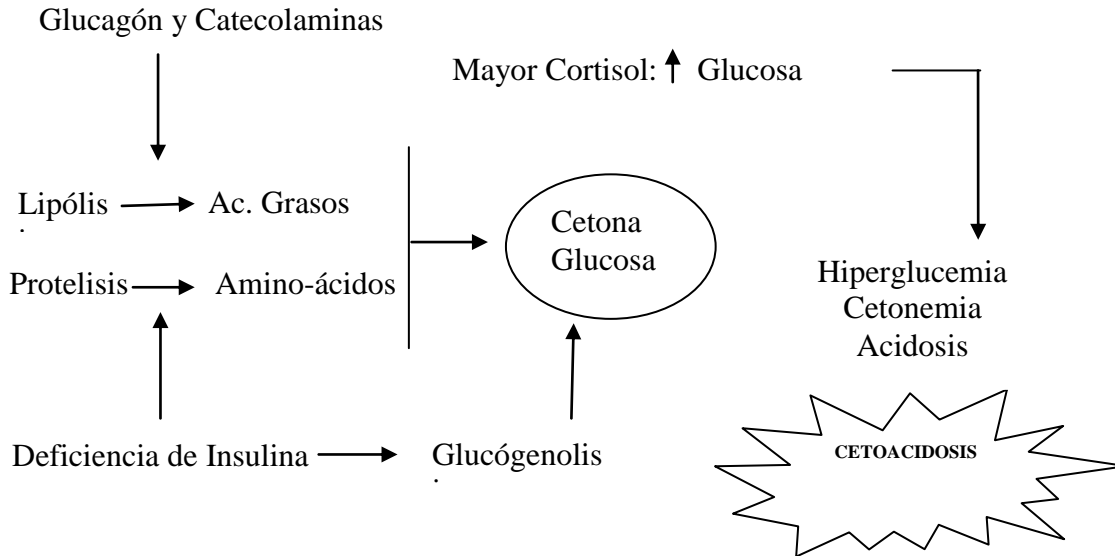 Glucagón y Catecolaminas
Mayor Cortisol: ↑ Glucosa
Lipólis → Ac. Grasos
.
Protelisis → Amino-ácidos
Cetona
Glucosa
Hiperglucemia
Cetonemia
Acidosis
Deficiencia de Insulina → Glucógenolis
.
CETOACIDOSIS